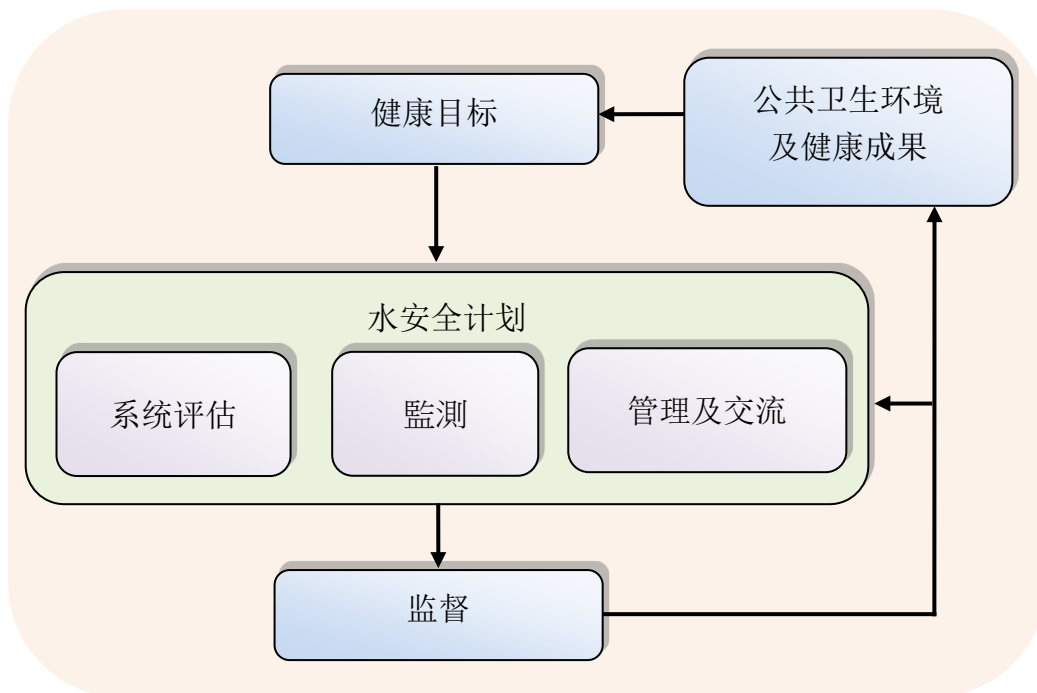 健康目标
公共卫生环境
及健康成果
水安全计划
系统评估
監測
管理及交流
监督